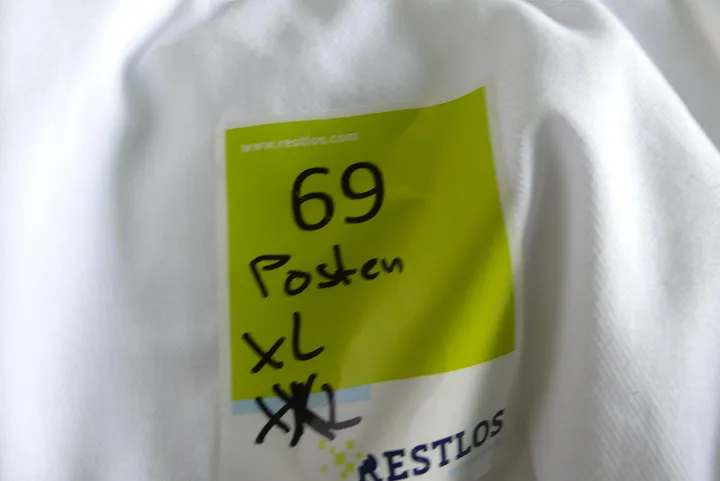 www.restlos.com
69
Posten
XL
XXL
RESTLOS